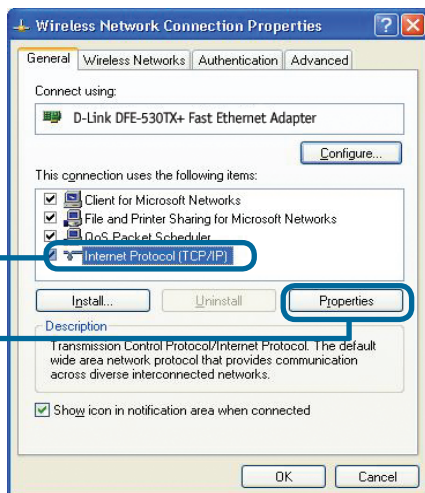 Wireless Network Connection Properties
General Wireless Networks Authentication Advanced
Connect using:
D-Link DFE-530TX+ Fast Ethernet Adapter
Configure...
This connection uses the following items:
Client for Microsoft Networks
File and Printer Sharing for Microsoft Networks
QoS Packet Scheduler
Internet Protocol (TCP/IP)
Install... Uninstall Properties
Description
Transmission Control Protocol/Internet Protocol. The default
wide area network protocol that provides communication
across diverse interconnected networks.
Show icon in notification area when connected
OK Cancel